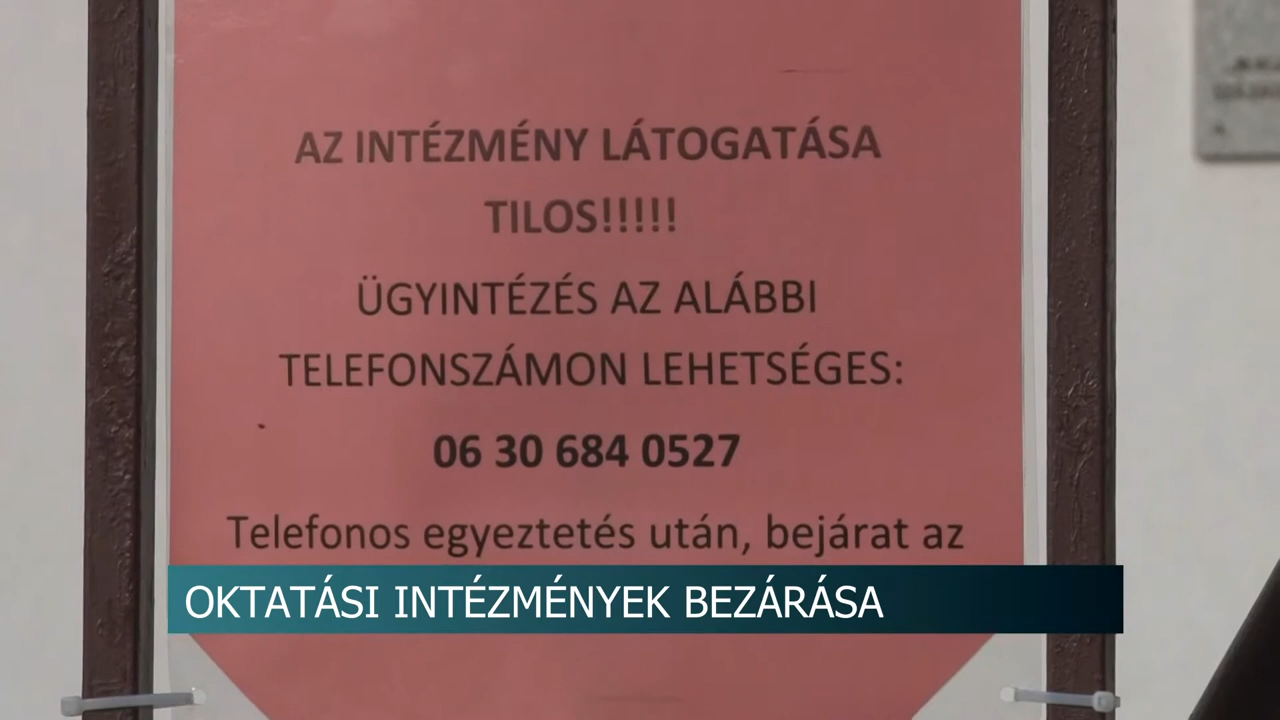 AZ INTÉZMÉNY LÁTOGATÁSA
TILOS!!!!!
ÜGYINTÉZÉS AZ ALÁBBI
TELEFONSZÁMON LEHETSÉGES:
06 30 684 0527
Telefonos egyeztetés után, bejárat az
OKTATÁSI INTÉZMÉNYEK BEZÁRÁSA